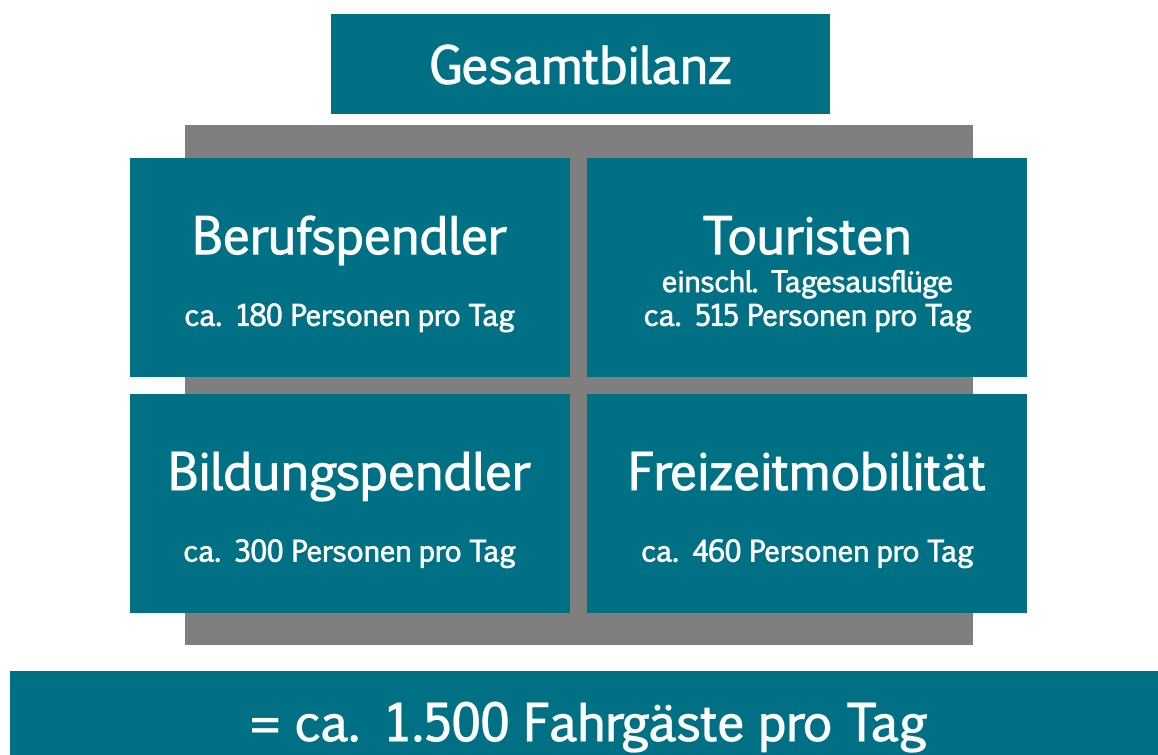 Gesamtbilanz
Berufspendler
ca. 180 Personen pro Tag
Touristen
einschl. Tagesausflüge
ca. 515 Personen pro Tag
Bildungspendler
ca. 300 Personen pro Tag
Freizeitmobilität
ca. 460 Personen pro Tag
= ca. 1.500 Fahrgäste pro Tag